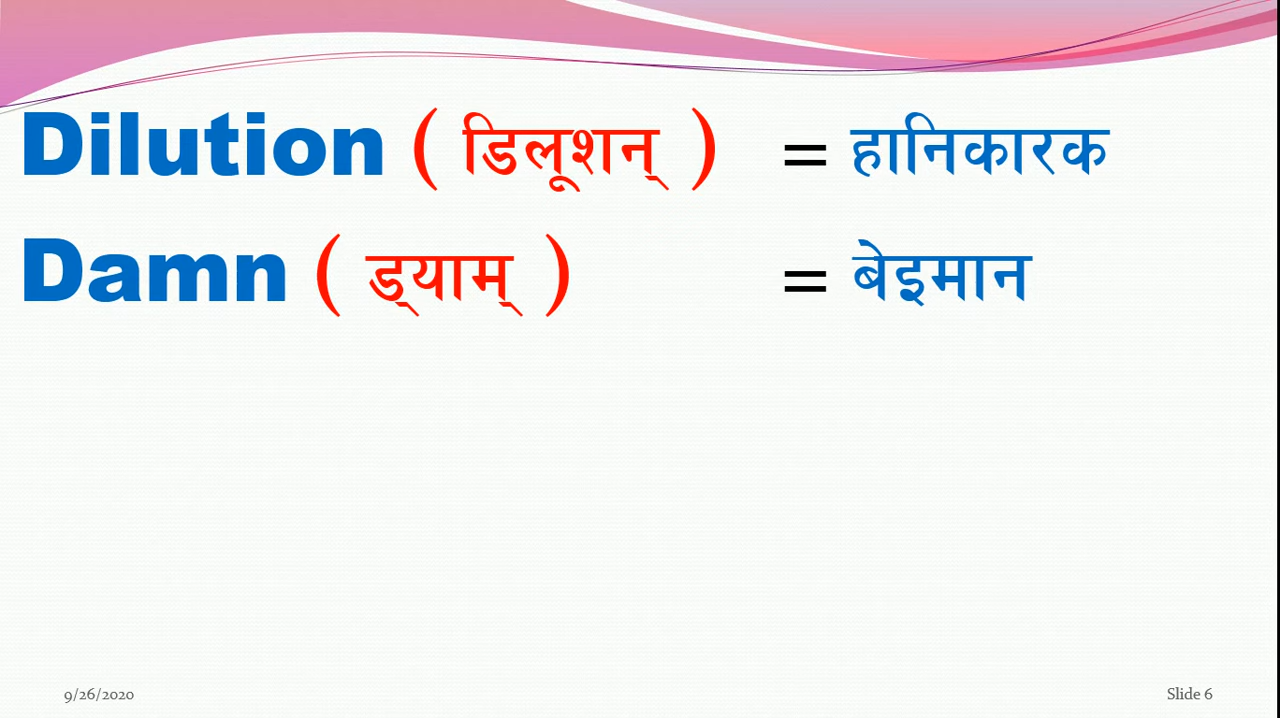 Dilution ( डिलूशन् ) = हानिकारक
Damn ( ड्याम् ) = बेइमान
9/26/2020
Slide 6